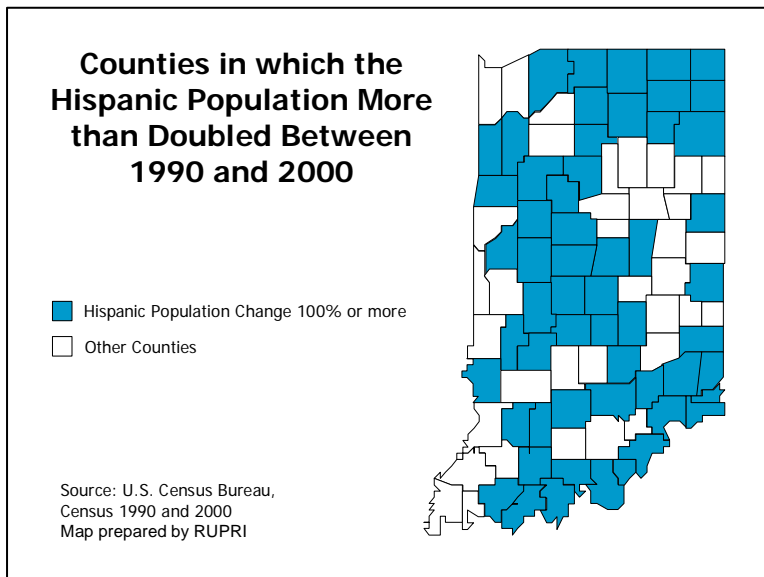 Counties in which the
Hispanic Population More
than Doubled Between
1990 and 2000
Hispanic Population Change 100% or more
Other Counties
Source: U.S. Census Bureau,
Census 1990 and 2000
Map prepared by RUPRI